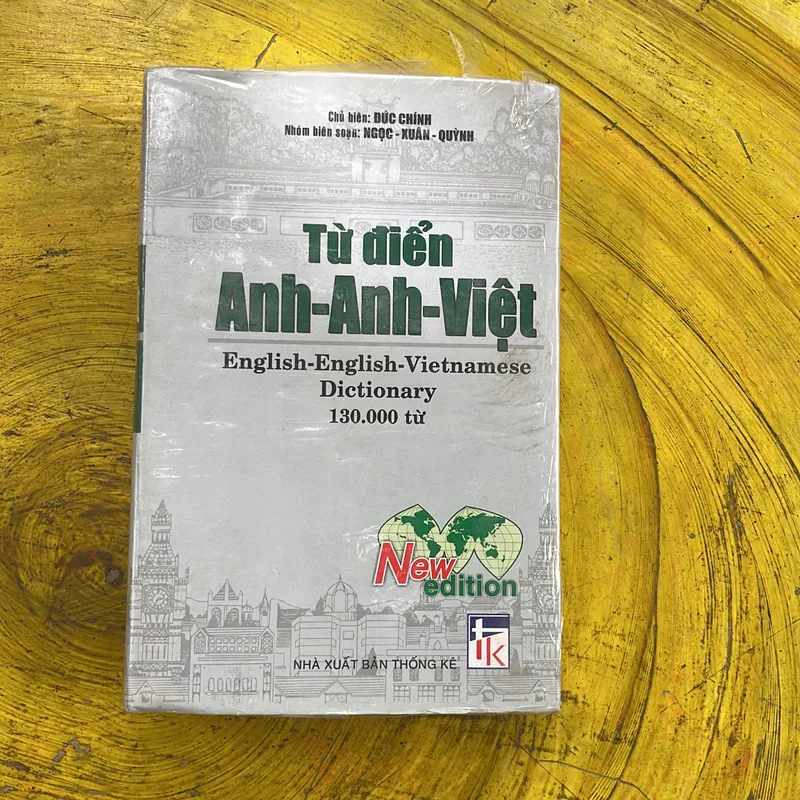 Chủ biên: ĐỨC CHÍNH
Nhóm biên soạn: NGỌC - XUÂN - QUỲNH
Từ điển
Anh-Anh-Việt
English-English-Vietnamese
Dictionary
130.000 từ
New
edition
TK
NHÀ XUẤT BẢN THỐNG KÊ